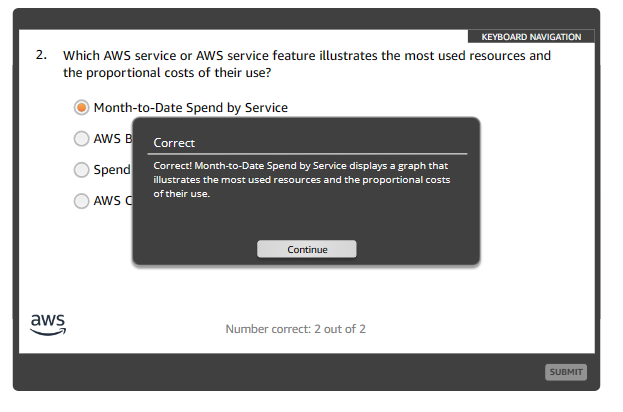 KEYBOARD NAVIGATION
2. Which AWS service or AWS service feature illustrates the most used resources and
the proportional costs of their use?
Month-to-Date Spend by Service
AWS B
Spend
AWS C
Correct
Correct! Month-to-Date Spend by Service displays a graph that
illustrates the most used resources and the proportional costs
of their use.
Continue
aws
Number correct: 2 out of 2
SUBMIT